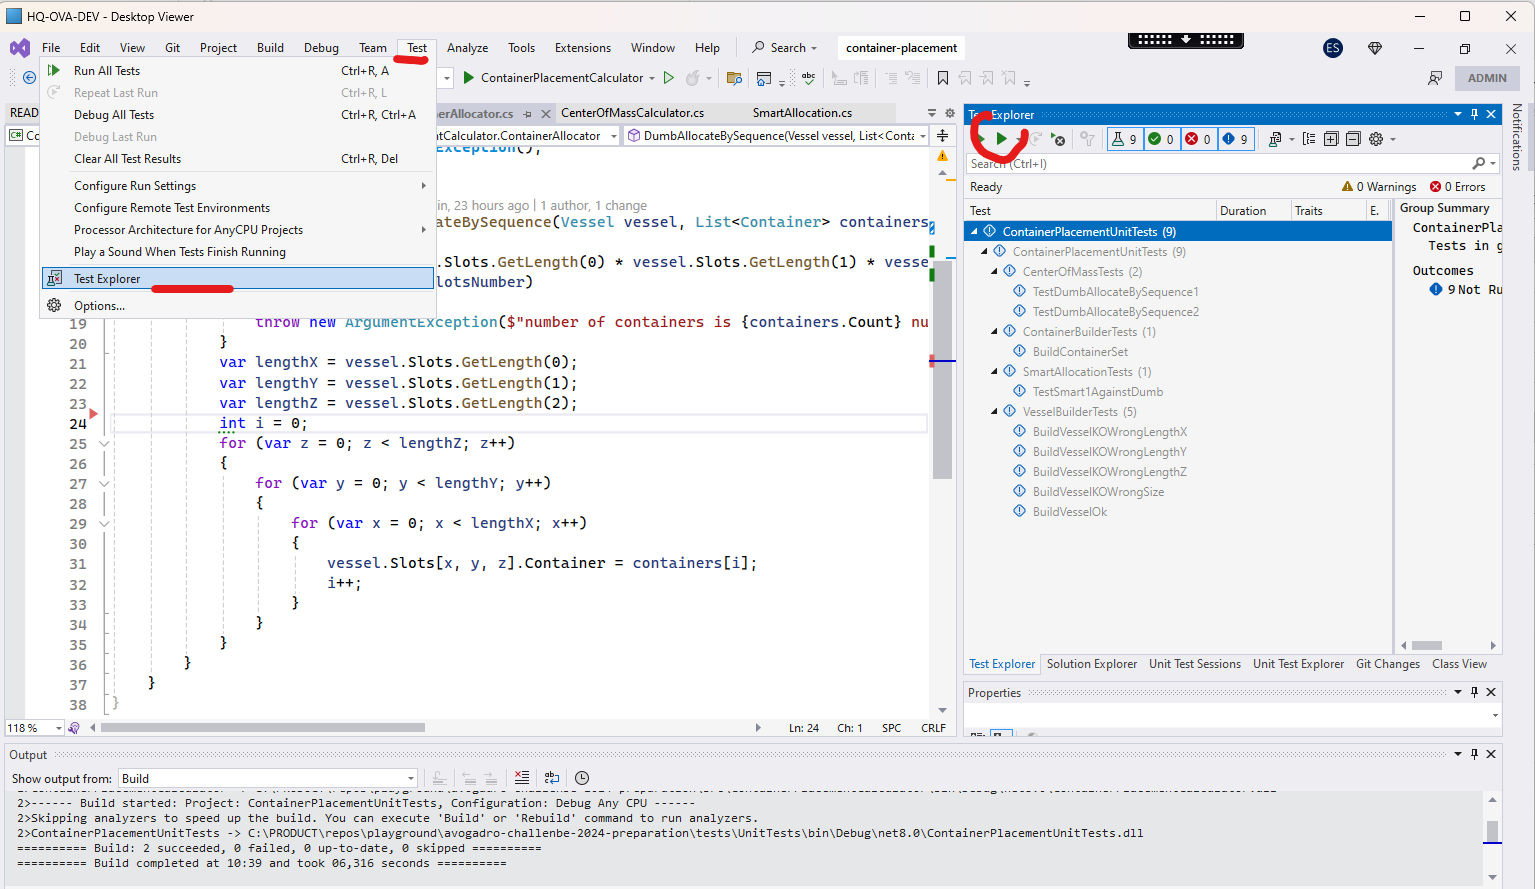 HQ-OVA-DEV - Desktop Viewer
File Edit View Git Project Build Debug Team Test Analyze Tools Extensions Window Help Search container-placement ES
ContainerPlacementCalculator ADMIN
Run All Tests Ctrl+R, A
Repeat Last Run Ctrl+R, L
Debug All Tests Ctrl+R, Ctrl+A
Debug Last Run
Clear All Test Results Ctrl+R, Del
Configure Run Settings
Configure Remote Test Environments
Processor Architecture for AnyCPU Projects
Play a Sound When Tests Finish Running
Test Explorer
Options...
READ erAllocator.cs CenterOfMassCalculator.cs SmartAllocation.cs
C# Co ntCalculator.ContainerAllocator DumbAllocateBySequence(Vessel vessel, List<Conta
xception();
in, 23 hours ago | 1 author, 1 change
ateBySequence(Vessel vessel, List<Container> containers
.Slots.GetLength(0) * vessel.Slots.GetLength(1) * vesse
lotsNumber)
19 throw new ArgumentException($"number of containers is {containers.Count} nu
20 }
21 var lengthX = vessel.Slots.GetLength(0);
22 var lengthY = vessel.Slots.GetLength(1);
23 var lengthZ = vessel.Slots.GetLength(2);
24 int i = 0;
25 for (var z = 0; z < lengthZ; z++)
26 {
27 for (var y = 0; y < lengthY; y++)
28 {
29 for (var x = 0; x < lengthX; x++)
30 {
31 vessel.Slots[x, y, z].Container = containers[i];
32 i++;
33 }
34 }
35 }
36 }
37 }
38 }
118 % Ln: 24 Ch: 1 SPC CRLF
Explorer
9 0 0 9
Search (Ctrl+I)
Ready 0 Warnings 0 Errors
Test Duration Traits E.
ContainerPlacementUnitTests (9)
ContainerPlacementUnitTests (9)
CenterOfMassTests (2)
TestDumbAllocateBySequence1
TestDumbAllocateBySequence2
ContainerBuilderTests (1)
BuildContainerSet
SmartAllocationTests (1)
TestSmart1AgainstDumb
VesselBuilderTests (5)
BuildVesselKOWrongLengthX
BuildVesselKOWrongLengthY
BuildVesselKOWrongLengthZ
BuildVesselKOWrongSize
BuildVesselOk
Group Summary
ContainerPla
Tests in g
Outcomes
9 Not Ru
Notifications
Test Explorer Solution Explorer Unit Test Sessions Unit Test Explorer Git Changes Class View
Properties
Output
Show output from: Build
2>------ Build started: Project: ContainerPlacementUnitTests, Configuration: Debug Any CPU ------
2>Skipping analyzers to speed up the build. You can execute 'Build' or 'Rebuild' command to run analyzers.
2>ContainerPlacementUnitTests -> C:\PRODUCT\repos\playground\avogadro-challenbe-2024-preparation\tests\UnitTests\bin\Debug\net8.0\ContainerPlacementUnitTests.dll
========== Build: 2 succeeded, 0 failed, 0 up-to-date, 0 skipped ==========
========== Build completed at 10:39 and took 06,316 seconds ==========